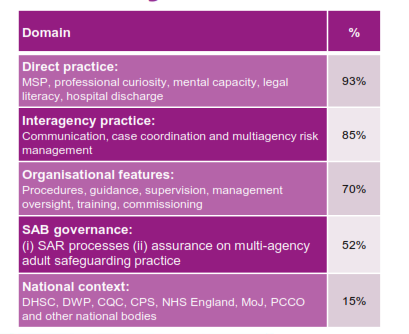 Domain %
Direct practice:
MSP, professional curiosity, mental capacity, legal
literacy, hospital discharge
93%
Interagency practice:
Communication, case coordination and multiagency risk
management
85%
Organisational features:
Procedures, guidance, supervision, management
oversight, training, commissioning
70%
SAB governance:
(i) SAR processes (ii) assurance on multi-agency
adult safeguarding practice
52%
National context:
DHSC, DWP, CQC, CPS, NHS England, MoJ, PCCO
and other national bodies
15%